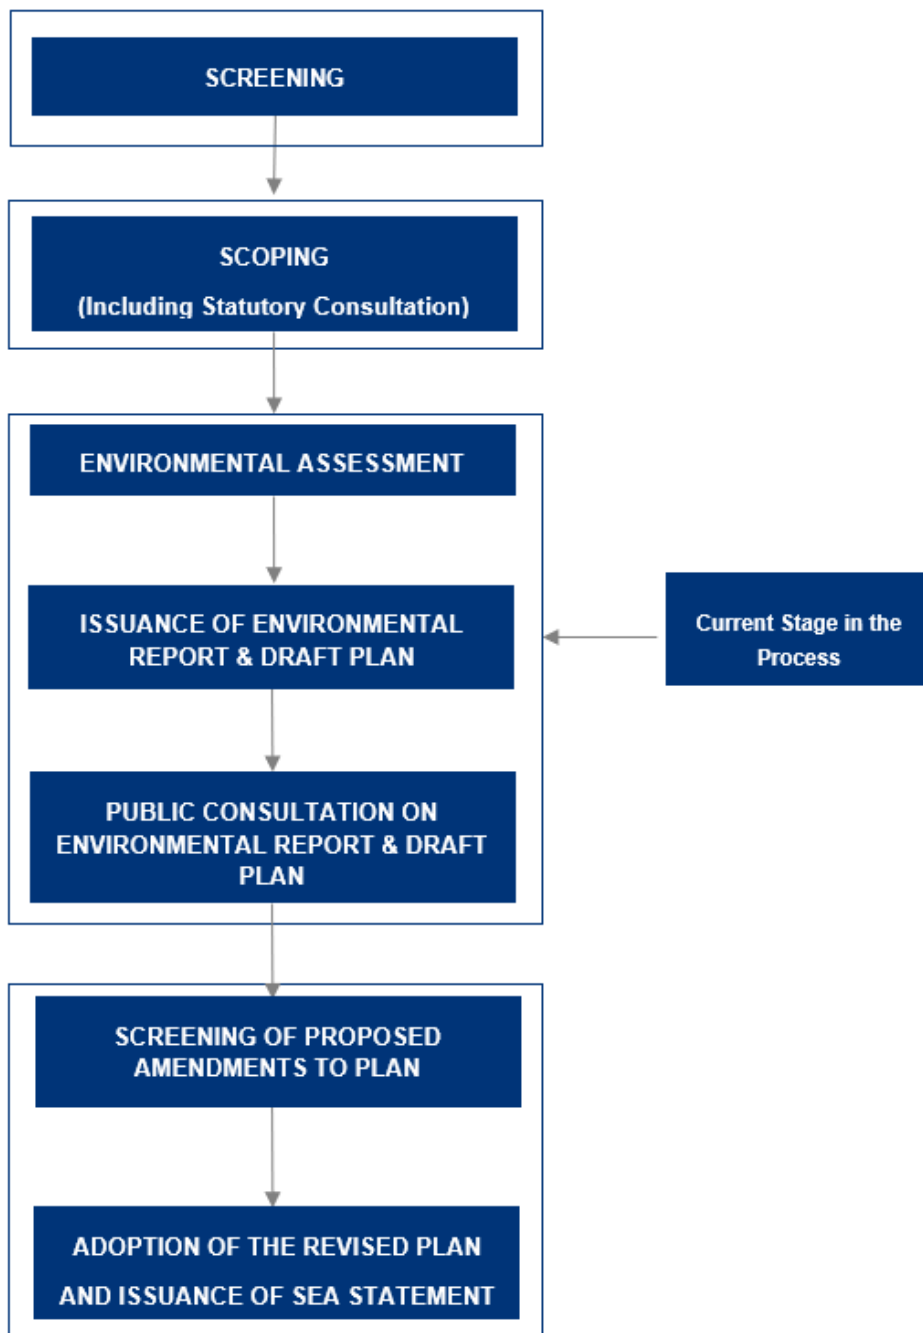 SCREENING
SCOPING
(Including Statutory Consultation)
ENVIRONMENTAL ASSESSMENT
ISSUANCE OF ENVIRONMENTAL
REPORT & DRAFT PLAN
Current Stage in the
Process
PUBLIC CONSULTATION ON
ENVIRONMENTAL REPORT & DRAFT
PLAN
SCREENING OF PROPOSED
AMENDMENTS TO PLAN
ADOPTION OF THE REVISED PLAN
AND ISSUANCE OF SEA STATEMENT